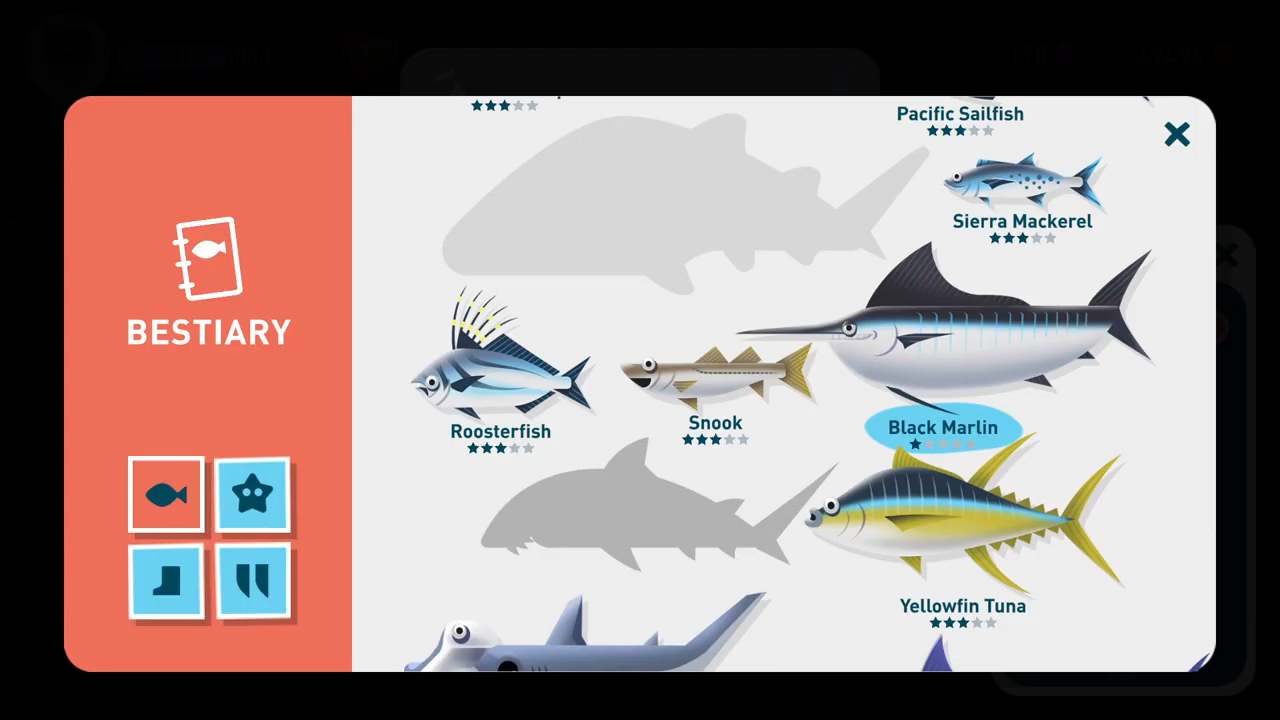 Pacific Sailfish
Sierra Mackerel
BESTIARY
Roosterfish
Snook
Black Marlin
Yellowfin Tuna